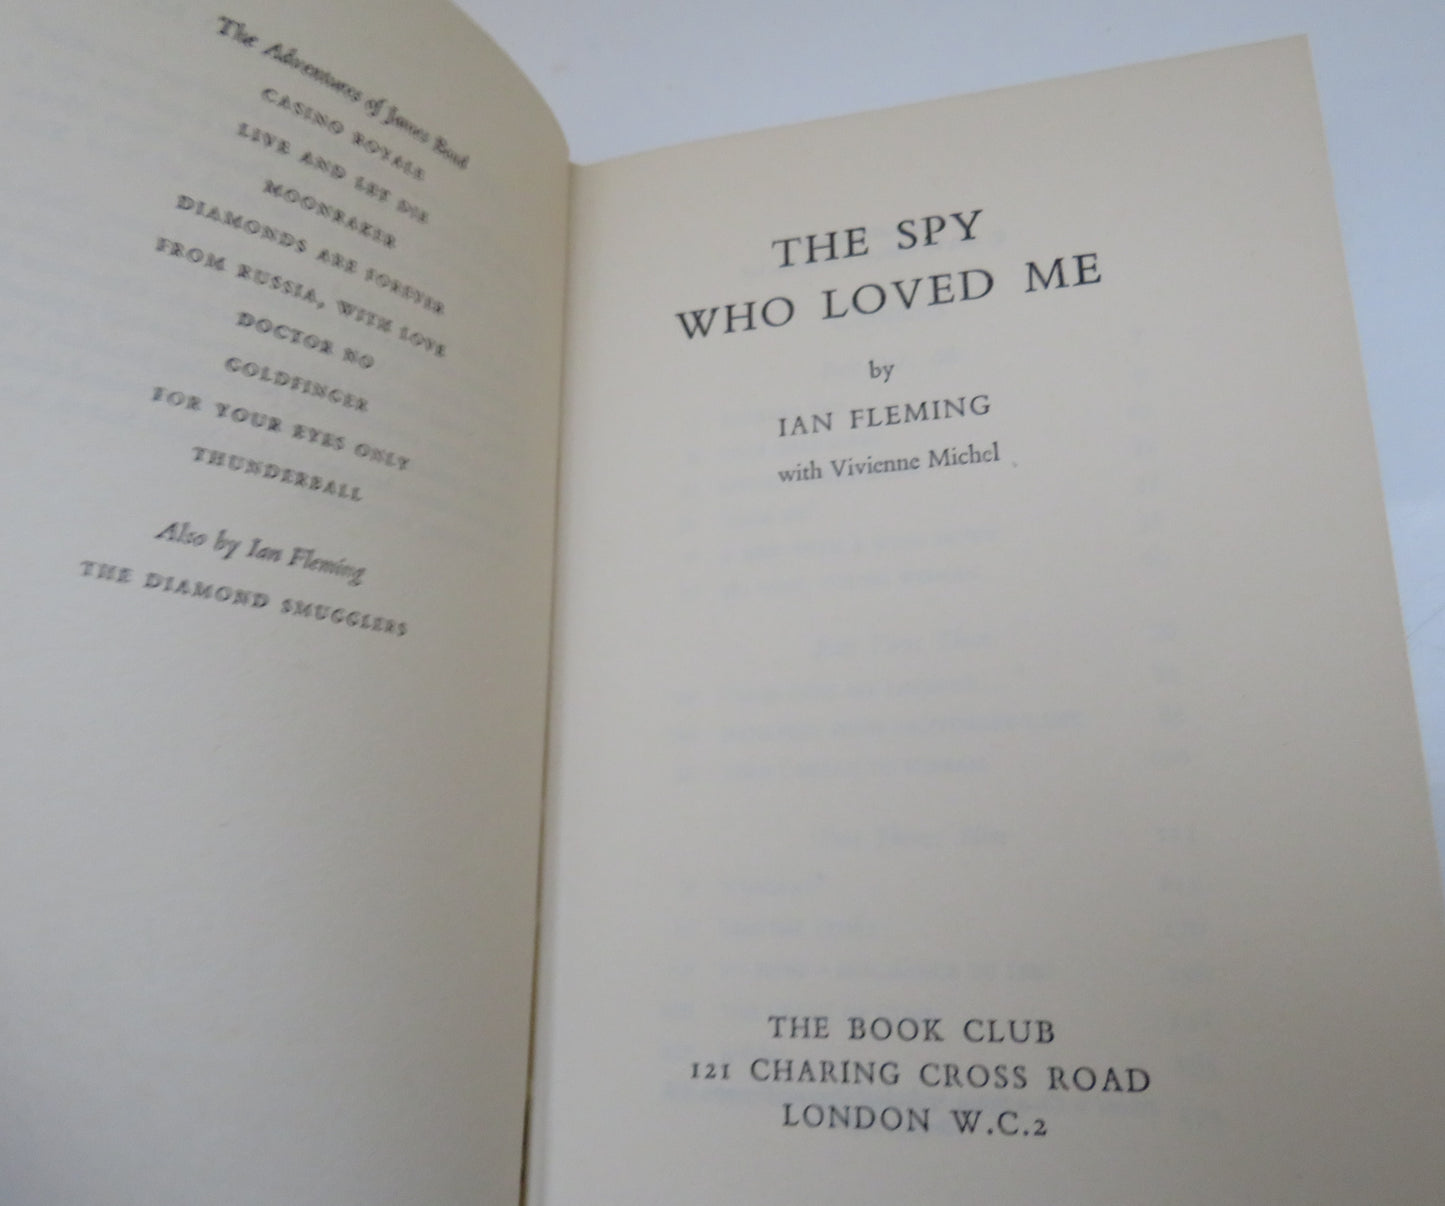 The Adventures of James Bond
CASINO ROYALE
LIVE AND LET DIE
MOONRAKER
DIAMONDS ARE FOREVER
FROM RUSSIA, WITH LOVE
DOCTOR NO
GOLDFINGER
FOR YOUR EYES ONLY
THUNDERBALL
Also by Ian Fleming
THE DIAMOND SMUGGLERS
THE SPY
WHO LOVED ME
by
IAN FLEMING
with Vivienne Michel
THE BOOK CLUB
121 CHARING CROSS ROAD
LONDON W.C.2